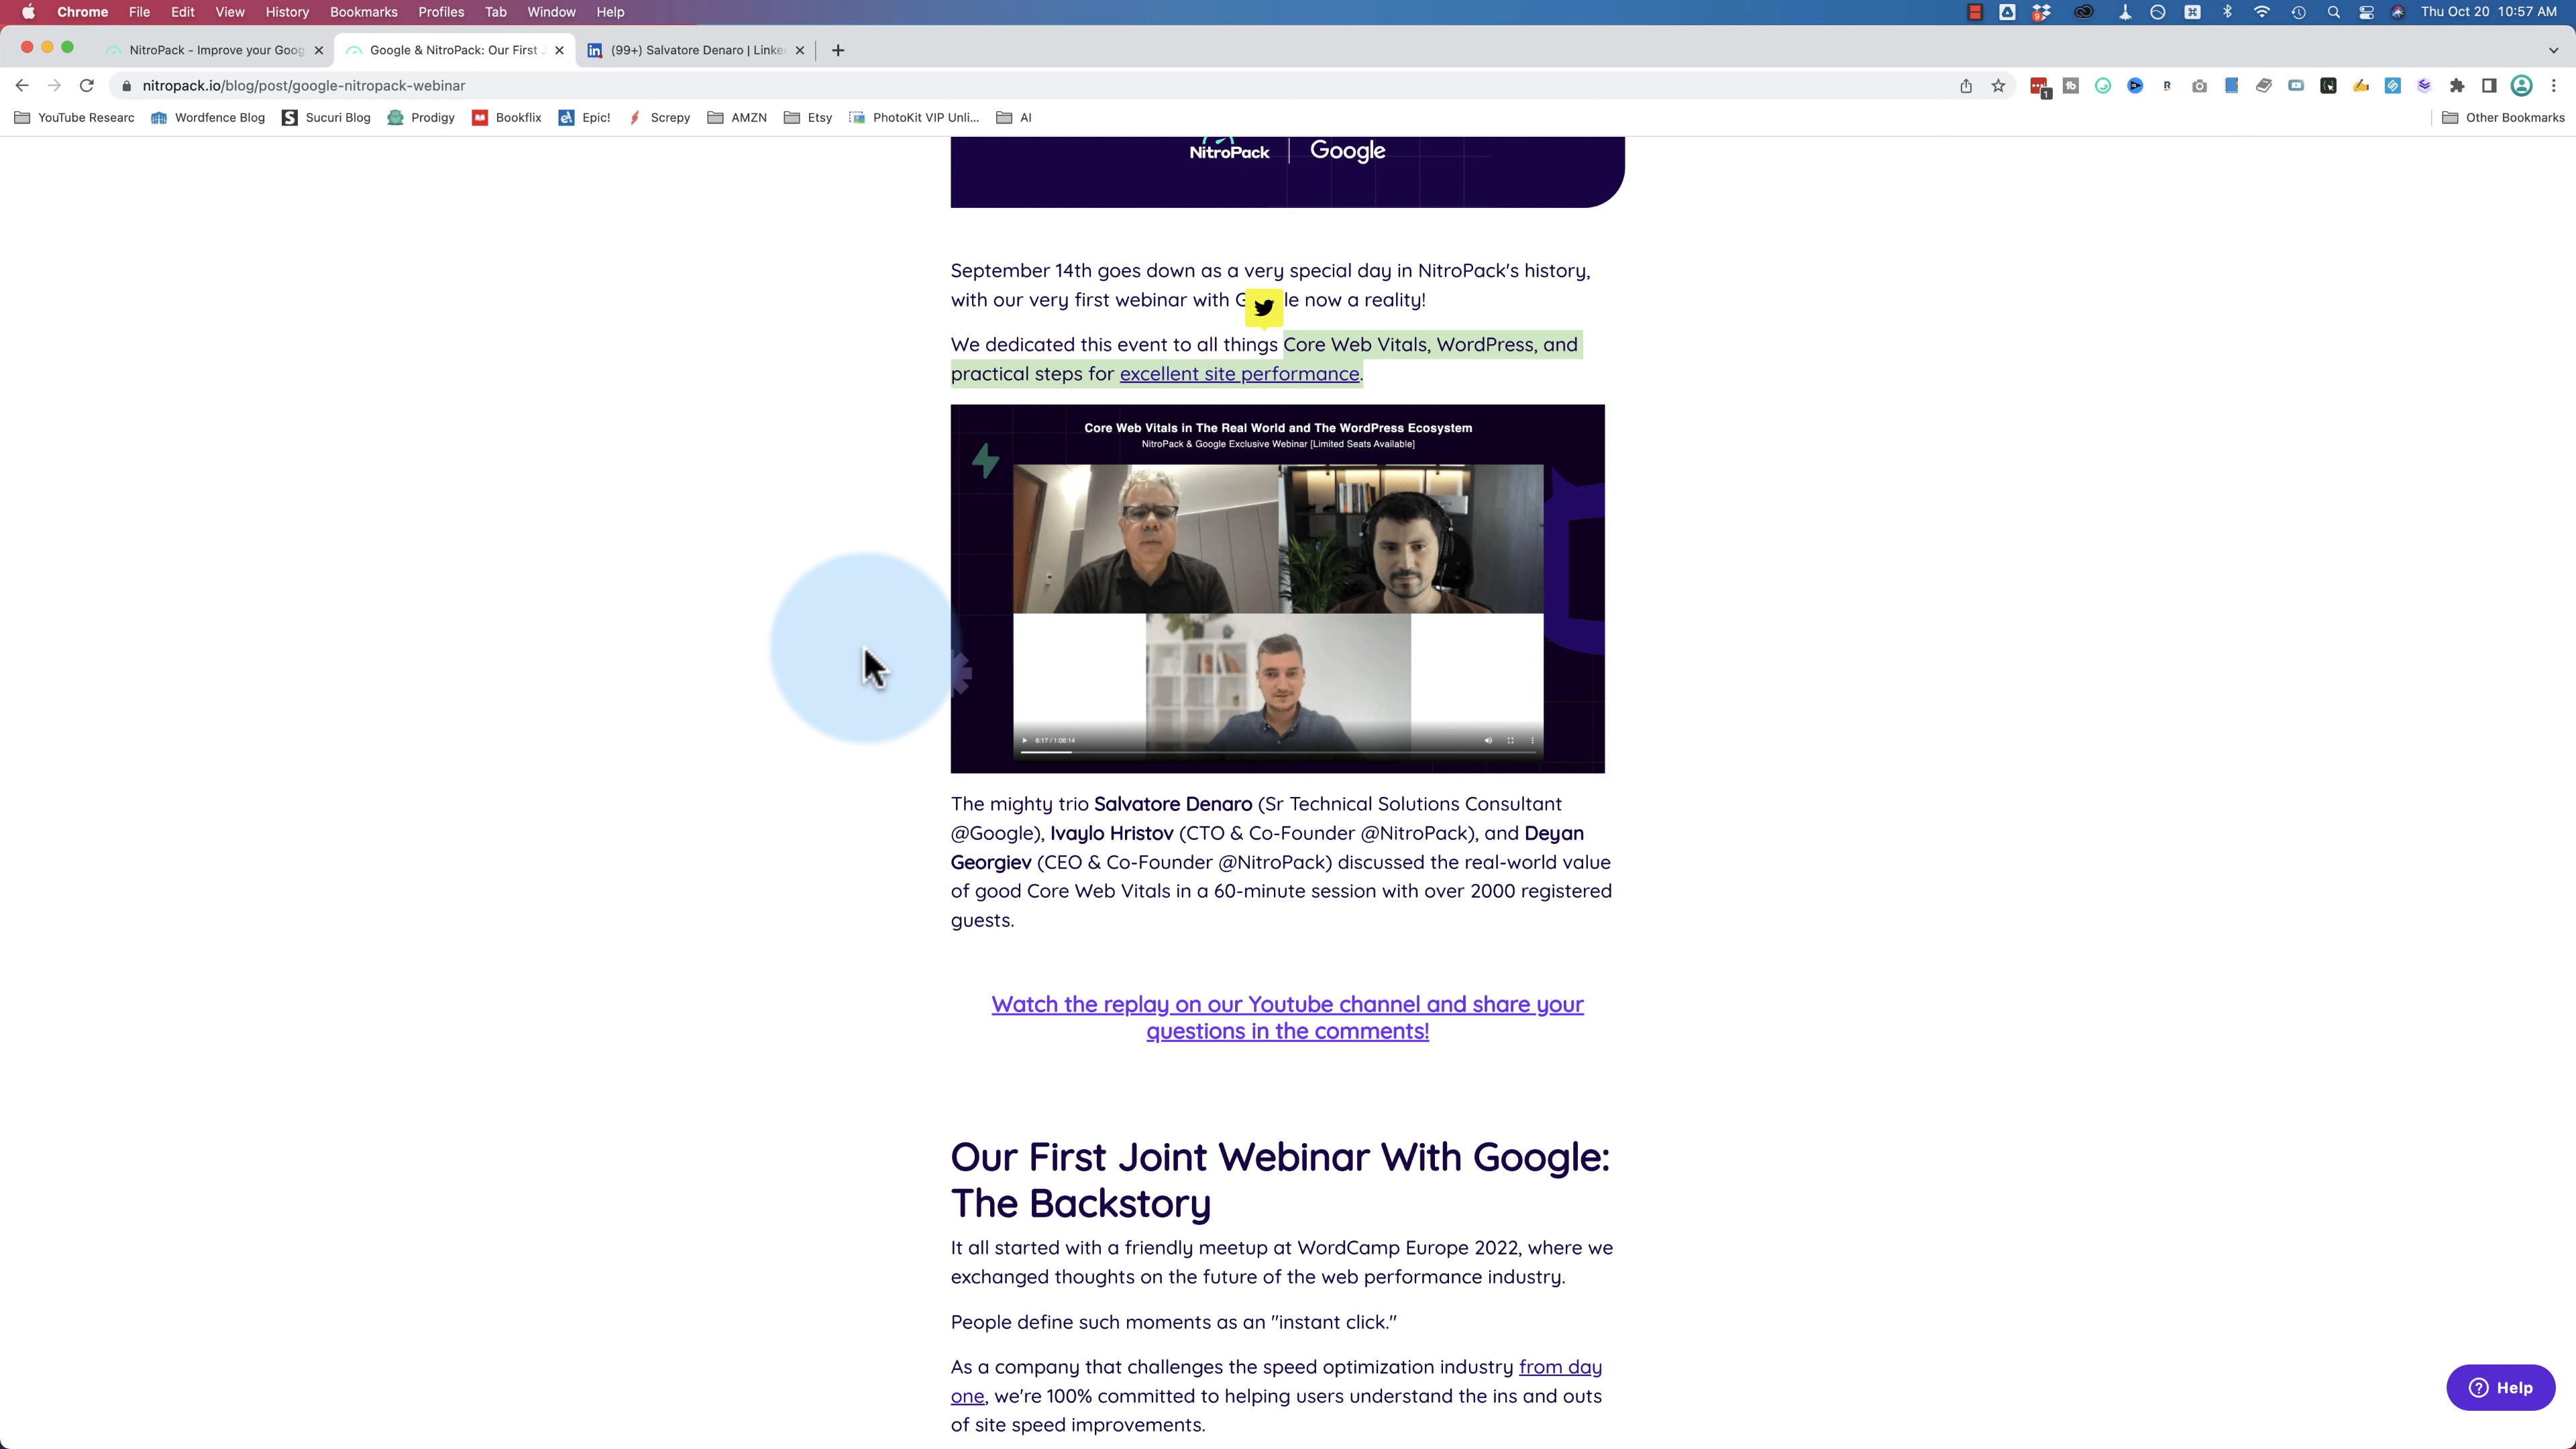 Chrome File Edit View History Bookmarks Profiles Tab Window Help
9
Thu Oct 20 10:57 AM
NitroPack - Improve your Goog
Google & NitroPack: Our First J
(99+) Salvatore Denaro | Linke
nitropack.io/blog/post/google-nitropack-webinar
1
YouTube Researc Wordfence Blog Sucuri Blog Prodigy Bookflix Epic! Screpy AMZN Etsy PhotoKit VIP Unli... AI Other Bookmarks
NitroPack Google
September 14th goes down as a very special day in NitroPack's history,
with our very first webinar with G le now a reality!
We dedicated this event to all things Core Web Vitals, WordPress, and
practical steps for excellent site performance.
Core Web Vitals in The Real World and The WordPress Ecosystem
NitroPack & Google Exclusive Webinar [Limited Seats Available]
6:17 / 1:06:14
The mighty trio Salvatore Denaro (Sr Technical Solutions Consultant
@Google), Ivaylo Hristov (CTO & Co-Founder @NitroPack), and Deyan
Georgiev (CEO & Co-Founder @NitroPack) discussed the real-world value
of good Core Web Vitals in a 60-minute session with over 2000 registered
guests.
Watch the replay on our Youtube channel and share your
questions in the comments!
Our First Joint Webinar With Google:
The Backstory
It all started with a friendly meetup at WordCamp Europe 2022, where we
exchanged thoughts on the future of the web performance industry.
People define such moments as an "instant click."
As a company that challenges the speed optimization industry from day
one, we're 100% committed to helping users understand the ins and outs
of site speed improvements.
Help